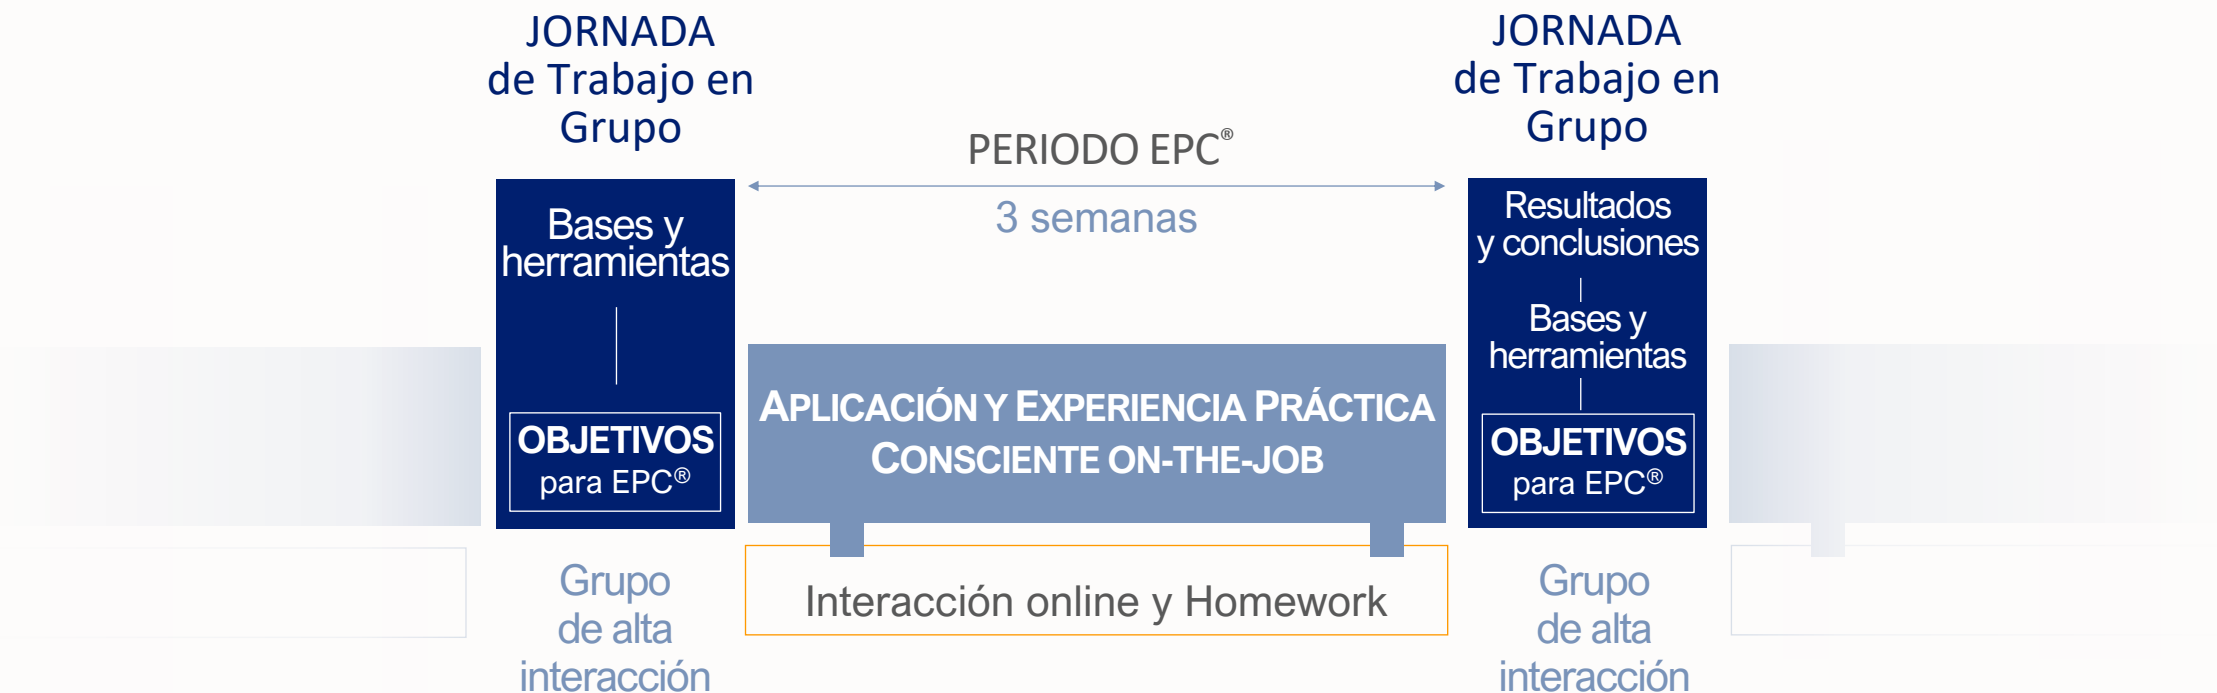 JORNADA
de Trabajo en
Grupo
Bases y
herramientas
OBJETIVOS
para EPC®
Grupo
de alta
interacción
PERIODO EPC®
3 semanas
APLICACIÓN Y EXPERIENCIA PRÁCTICA
CONSCIENTE ON-THE-JOB
Interacción online y Homework
JORNADA
de Trabajo en
Grupo
Resultados
y conclusiones
Bases y
herramientas
OBJETIVOS
para EPC®
Grupo
de alta
interacción